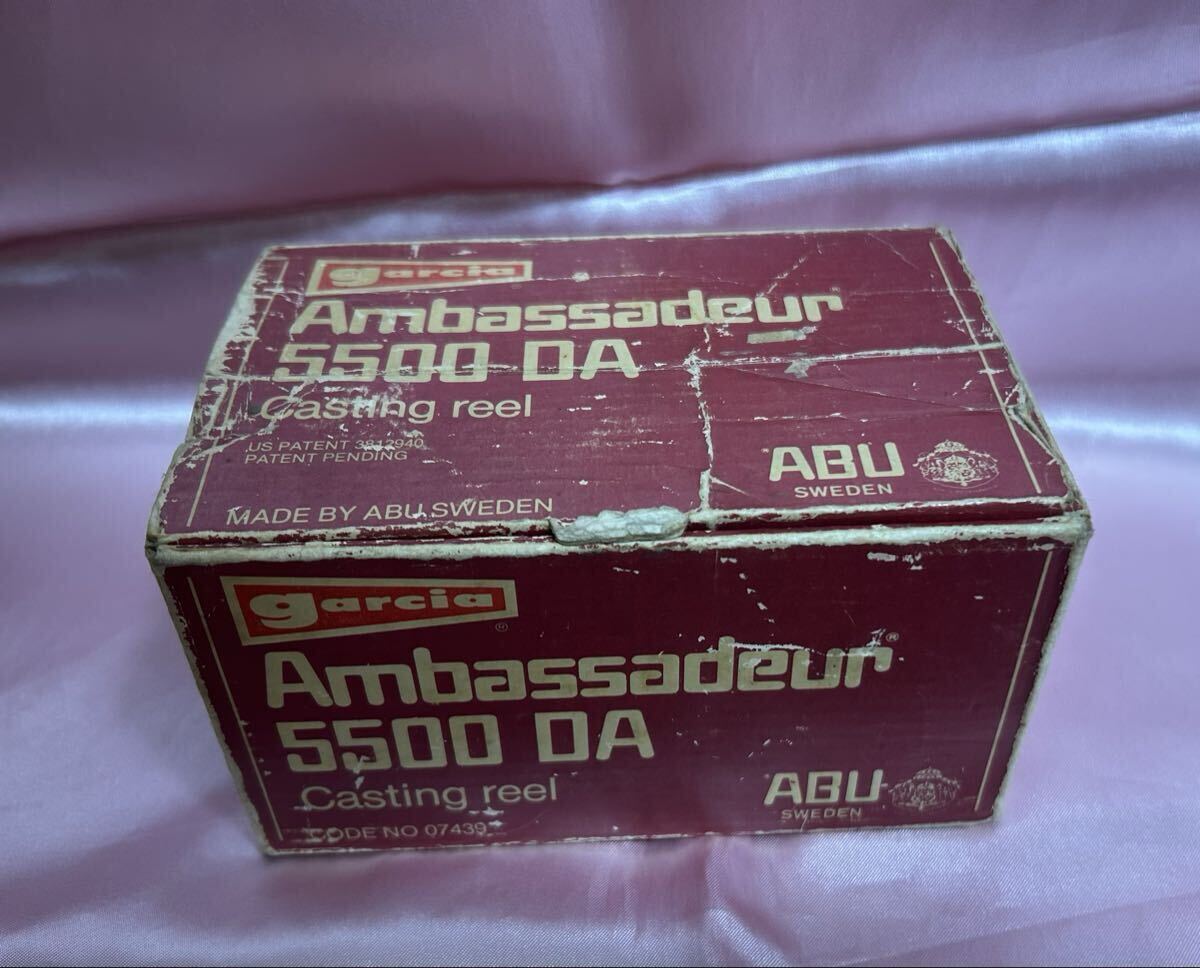 garcia
Ambassadeur®
5500 DA
Casting reel
US PATENT 3812940
PATENT PENDING
MADE BY ABU SWEDEN
ABU
SWEDEN
garcia®
Ambassadeur®
5500 DA
Casting reel
CODE NO 07439
ABU
SWEDEN